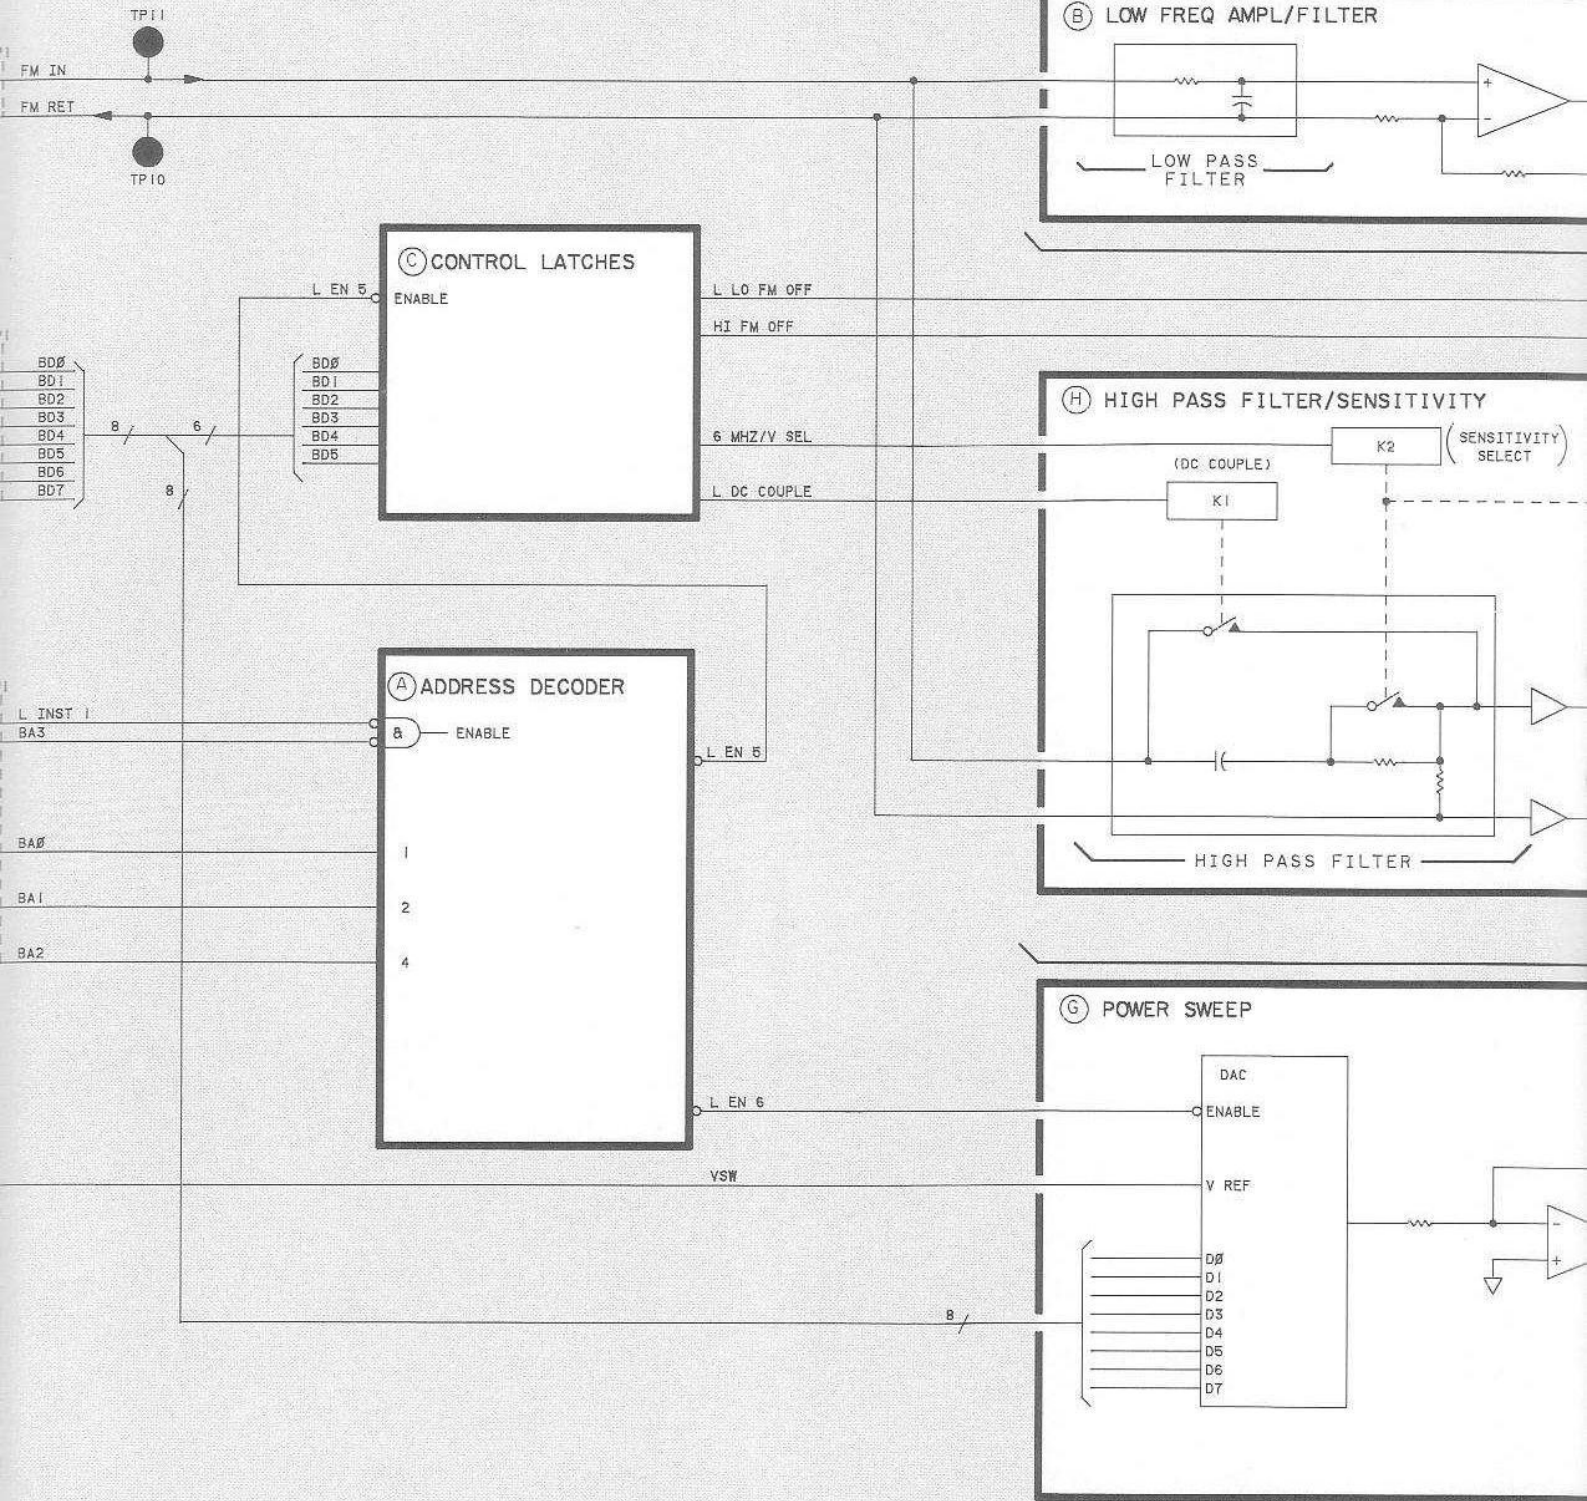 TP11
FM IN
FM RET
TP10
Ⓑ LOW FREQ AMPL/FILTER
+
-
LOW PASS
FILTER
Ⓒ CONTROL LATCHES
L EN 5
ENABLE
L LO FM OFF
HI FM OFF
BDØ
BD1
BD2
BD3
BD4
BD5
BD6
BD7
8
6
8
BDØ
BD1
BD2
BD3
BD4
BD5
6 MHZ/V SEL
L DC COUPLE
Ⓗ HIGH PASS FILTER/SENSITIVITY
K2
(SENSITIVITY
SELECT)
(DC COUPLE)
K1
HIGH PASS FILTER
Ⓐ ADDRESS DECODER
L INST 1
BA3
&
ENABLE
L EN 5
BAØ
1
BA1
2
BA2
4
L EN 6
VSW
8
Ⓖ POWER SWEEP
DAC
ENABLE
V REF
DØ
D1
D2
D3
D4
D5
D6
D7
-
+